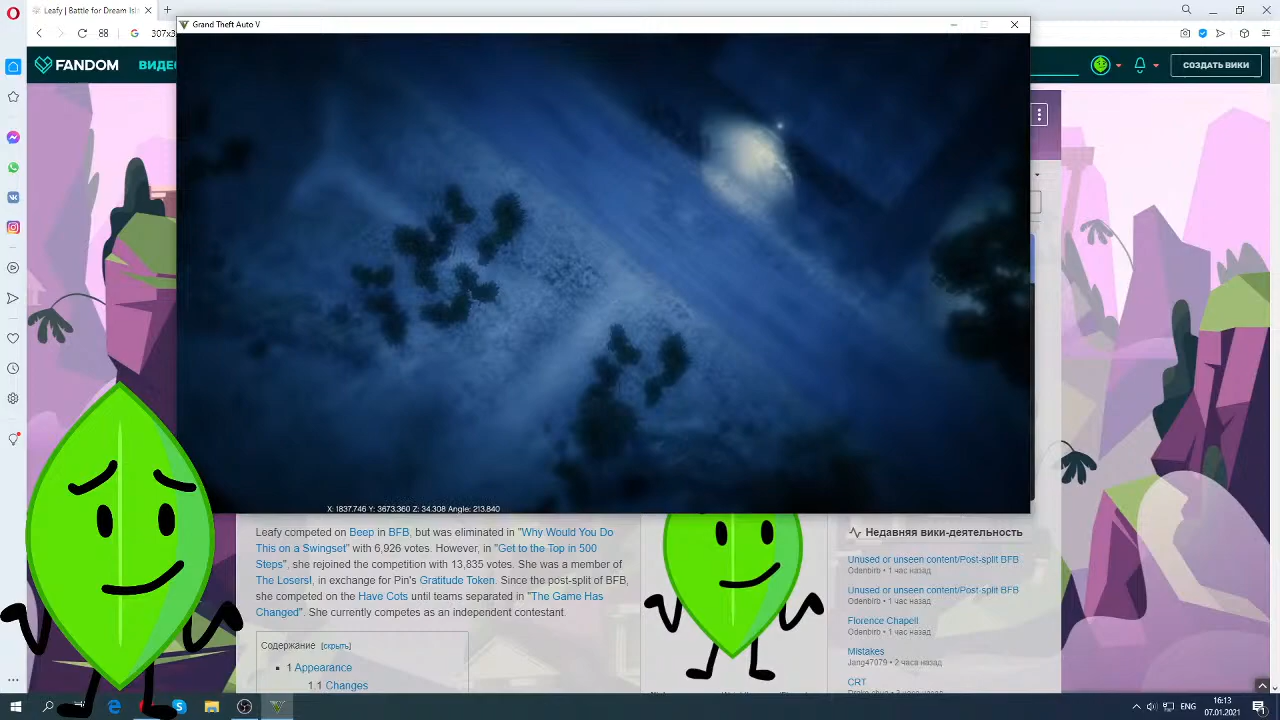 Leafy | Battle for Dream Isl
307x3
Grand Theft Auto V
FANDOM
ВИДЕ
СОЗДАТЬ ВИКИ
X: 1837.746 Y: 3673.360 Z: 34.308 Angle: 213.840
Leafy competed on Beep in BFB, but was eliminated in "Why Would You Do
This on a Swingset" with 6,926 votes. However, in "Get to the Top in 500
Steps", she rejoined the competition with 13,835 votes. She was a member of
The Losers!, in exchange for Pin's Gratitude Token. Since the post-split of BFB,
she competed on the Have Cots until teams separated in "The Game Has
Changed". She currently competes as an independent contestant.
Содержание [скрыть]
1 Appearance
1.1 Changes
Недавняя вики-деятельность
Unused or unseen content/Post-split BFB
Odenbirb • 1 час назад
Unused or unseen content/Post-split BFB
Odenbirb • 1 час назад
Florence Chapell
Odenbirb • 1 час назад
Mistakes
Jang47079 • 2 часа назад
CRT
ENG
16:13
07.01.2021